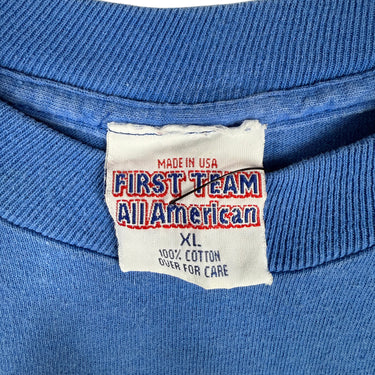 MADE IN USA
FIRST TEAM
All American
XL
100% COTTON
OVER FOR CARE